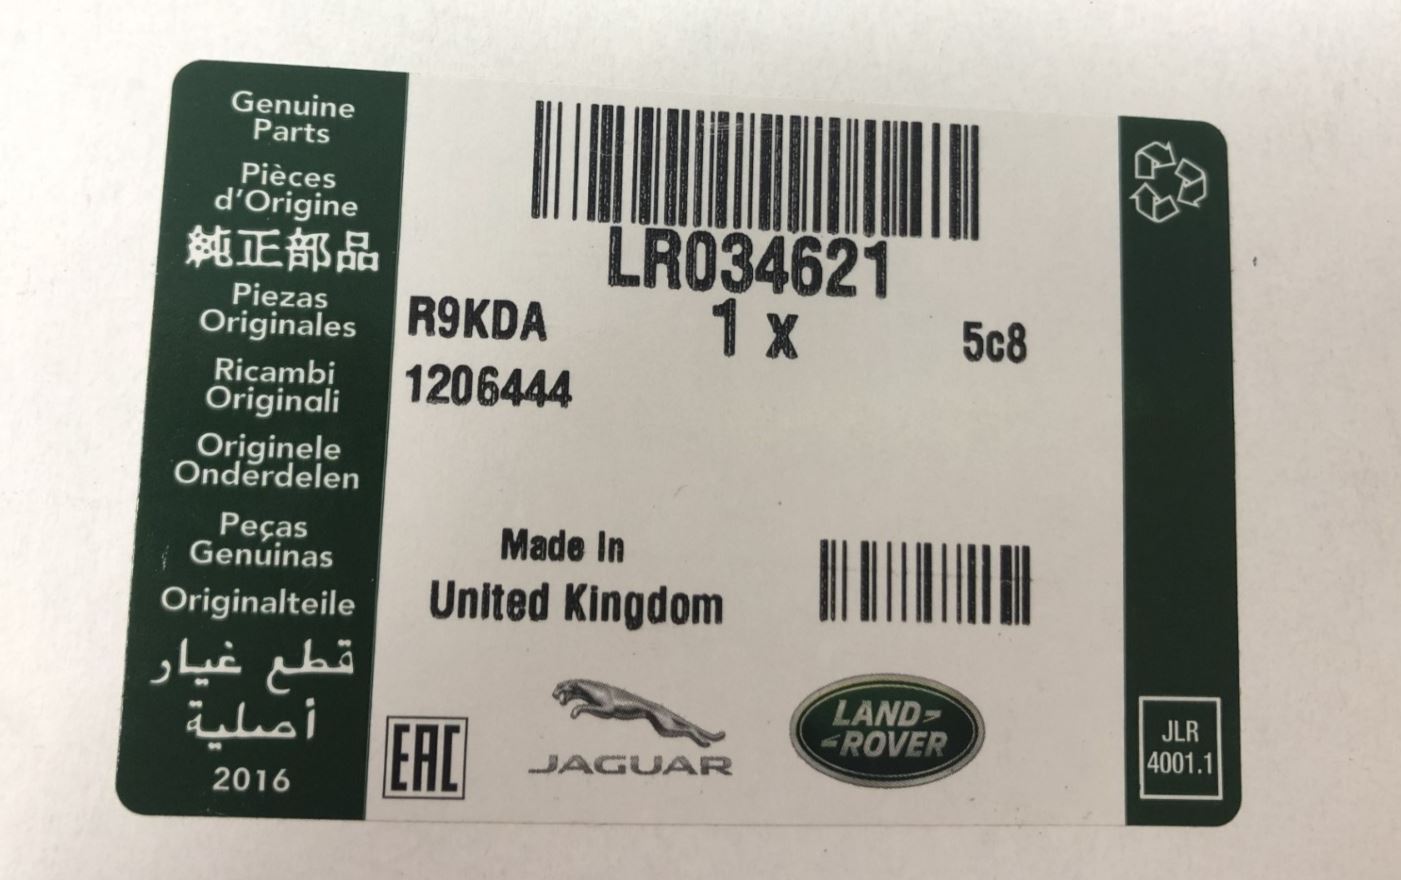 Genuine
Parts
Pièces
d'Origine
純正部品
Piezas
Originales
Ricambi
Originali
Originele
Onderdelen
Peças
Genuinas
Originalteile
قطع غيار
أصلية
2016
LR034621
R9KDA
1 x
5c8
1206444
Made In
United Kingdom
EAC
JAGUAR
LAND-
-ROVER
JLR
4001.1